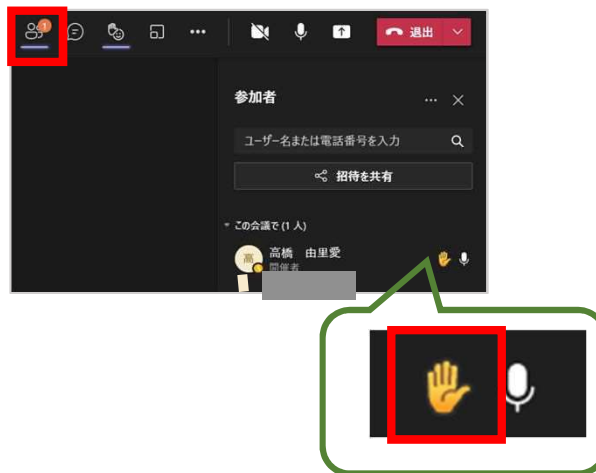 1
退出
参加者
ユーザー名または電話番号を入力
招待を共有
この会議で (1 人)
高橋 由里愛
高
開催者